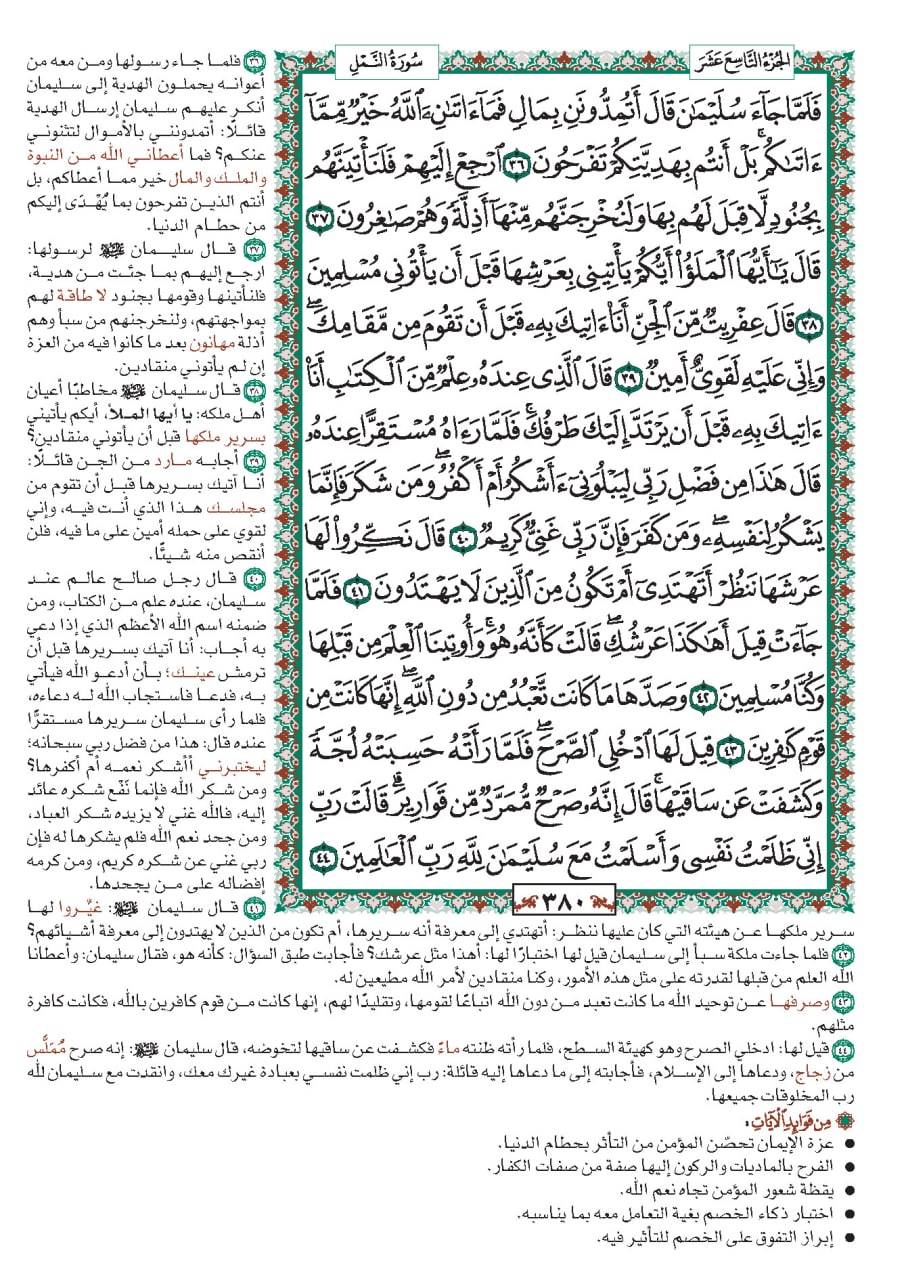 الجُزْءُ التَّاسِعَ عَشَرَ
سُورَةُ النَّمْلِ
فَلَمَّا جَآءَ سُلَيْمَٰنَ قَالَ أَتُمِدُّونَنِ بِمَالٍ فَمَآ ءَاتَىٰنِۦَ ٱللَّهُ خَيْرٌ مِّمَّآ
ءَاتَىٰكُمۚ بَلْ أَنتُم بِهَدِيَّتِكُمْ تَفْرَحُونَ ٣٦ ٱرْجِعْ إِلَيْهِمْ فَلَنَأْتِيَنَّهُم
بِجُنُودٍ لَّا قِبَلَ لَهُم بِهَا وَلَنُخْرِجَنَّهُم مِّنْهَآ أَذِلَّةً وَهُمْ صَٰغِرُونَ ٣٧
قَالَ يَٰٓأَيُّهَا ٱلْمَلَؤُا۟ أَيُّكُمْ يَأْتِينِى بِعَرْشِهَا قَبْلَ أَن يَأْتُونِى مُسْلِمِينَ
٣٨ قَالَ عِفْرِيتٌ مِّنَ ٱلْجِنِّ أَنَا۠ ءَاتِيكَ بِهِۦ قَبْلَ أَن تَقُومَ مِن مَّقَامِكَۖ
وَإِنِّى عَلَيْهِ لَقَوِىٌّ أَمِينٌ ٣٩ قَالَ ٱلَّذِى عِندَهُۥ عِلْمٌ مِّنَ ٱلْكِتَٰبِ أَنَا۠
ءَاتِيكَ بِهِۦ قَبْلَ أَن يَرْتَدَّ إِلَيْكَ طَرْفُكَۚ فَلَمَّا رَءَاهُ مُسْتَقِرًّا عِندَهُۥ
قَالَ هَٰذَا مِن فَضْلِ رَبِّى لِيَبْلُوَنِىٓ ءَأَشْكُرُ أَمْ أَكْفُرُۖ وَمَن شَكَرَ فَإِنَّمَا
يَشْكُرُ لِنَفْسِهِۦۖ وَمَن كَفَرَ فَإِنَّ رَبِّى غَنِىٌّ كَرِيمٌ ٤٠ قَالَ نَكِّرُوا۟ لَهَا
عَرْشَهَا نَنظُرْ أَتَهْتَدِىٓ أَمْ تَكُونُ مِنَ ٱلَّذِينَ لَا يَهْتَدُونَ ٤١ فَلَمَّا
جَآءَتْ قِيلَ أَهَٰكَذَا عَرْشُكِۖ قَالَتْ كَأَنَّهُۥ هُوَۚ وَأُوتِينَا ٱلْعِلْمَ مِن قَبْلِهَا
وَكُنَّا مُسْلِمِينَ ٤٢ وَصَدَّهَا مَا كَانَت تَّعْبُدُ مِن دُونِ ٱللَّهِۖ إِنَّهَا كَانَتْ مِن
قَوْمٍ كَٰفِرِينَ ٤٣ قِيلَ لَهَا ٱدْخُلِى ٱلصَّرْحَۖ فَلَمَّا رَأَتْهُ حَسِبَتْهُ لُجَّةً
وَكَشَفَتْ عَن سَاقَيْهَاۚ قَالَ إِنَّهُۥ صَرْحٌ مُّمَرَّدٌ مِّن قَوَارِيرَۗ قَالَتْ رَبِّ
إِنِّى ظَلَمْتُ نَفْسِى وَأَسْلَمْتُ مَعَ سُلَيْمَٰنَ لِلَّهِ رَبِّ ٱلْعَٰلَمِينَ ٤٤
٣٨٠
٣٦ فلمـا جاء رسولها ومـن معه من
أعوانه يحملون الهدية إلى سليمان
أنكر عليهم سليمان إرسال الهدية
قائلًا: أتمدونني بالأموال لتثنوني
عنكم؟ فما أعطاني الله من النبوة
والملك والمال خير مما أعطاكم، بل
أنتم الذين تفرحون بما يُهْدَى إليكم
من حطام الدنيا.
٣٧ قال سليمان ﷺ لرسولها:
ارجع إليهم بما جئت من هدية،
فلنأتينها وقومها بجنود لا طاقة لهم
بمواجهتهم، ولنخرجنهم من سبأ وهم
أذلة مهانون بعد ما كانوا فيه من العزة
إن لم يأتوني منقادين.
٣٨ قال سليمان ﷺ مخاطبًا أعيان
أهل ملكه: يا أيها الملأ، أيكم يأتيني
بسرير ملكها قبل أن يأتوني منقادين؟
٣٩ أجابه مارد من الجن قائلًا:
أنا آتيك بسريرها قبل أن تقوم من
مجلسك هذا الذي أنت فيه، وإني
لقوي على حمله أمين على ما فيه، فلن
أنقص منه شيئًا.
٤٠ قال رجل صالح عالم عند
سليمان، عنده علم من الكتاب، ومن
ضمنه اسم الله الأعظم الذي إذا دعي
به أجاب: أنا آتيك بسريرها قبل أن
ترمش عينك؛ بأن أدعو الله فيأتي
به، فدعا فاستجاب الله له دعاءه،
فلما رأى سليمان سريرها مستقرًّا
عنده قال: هذا من فضل ربي سبحانه؛
ليختبرني أأشكر نعمه أم أكفرها؟
ومن شكر الله فإنما نَفْع شكره عائد
إليه، فالله غني لا يزيده شكر العباد،
ومن جحد نعم الله فلم يشكرها له فإن
ربي غني عن شكره كريم، ومن كرمه
إفضاله على من يجحدها.
٤١ قال سليمان ﷺ: غيِّروا لها
سرير ملكها عن هيئته التي كان عليها ننظر: أتهتدي إلى معرفة أنه سريرها، أم تكون من الذين لا يهتدون إلى معرفة أشيائهم؟
٤٢ فلما جاءت ملكة سبأ إلى سليمان قيل لها اختبارًا لها: أهذا مثل عرشك؟ فأجابت طبق السؤال: كأنه هو، فقال سليمان: وأعطانا
الله العلم من قبلها لقدرته على مثل هذه الأمور، وكنا منقادين لأمر الله مطيعين له.
٤٣ وصرفها عن توحيد الله ما كانت تعبد من دون الله اتباعًا لقومها، وتقليدًا لهم، إنها كانت من قوم كافرين بالله، فكانت كافرة
مثلهم.
٤٤ قيل لها: ادخلي الصرح وهو كهيئة السطح، فلما رأته ظنته ماءً فكشفت عن ساقيها لتخوضه، قال سليمان ﷺ: إنه صرح مُمَلَّس
من زجاج، ودعاها إلى الإسلام، فأجابته إلى ما دعاها إليه قائلة: رب إني ظلمت نفسي بعبادة غيرك معك، وانقدت مع سليمان لله
رب المخلوقات جميعها.
مِن فَوَائِدِ الْآيَاتِ:
● عزة الإيمان تحصّن المؤمن من التأثر بحطام الدنيا.
● الفرح بالماديات والركون إليها صفة من صفات الكفار.
● يقظة شعور المؤمن تجاه نعم الله.
● اختبار ذكاء الخصم بغية التعامل معه بما يناسبه.
● إبراز التفوق على الخصم للتأثير فيه.